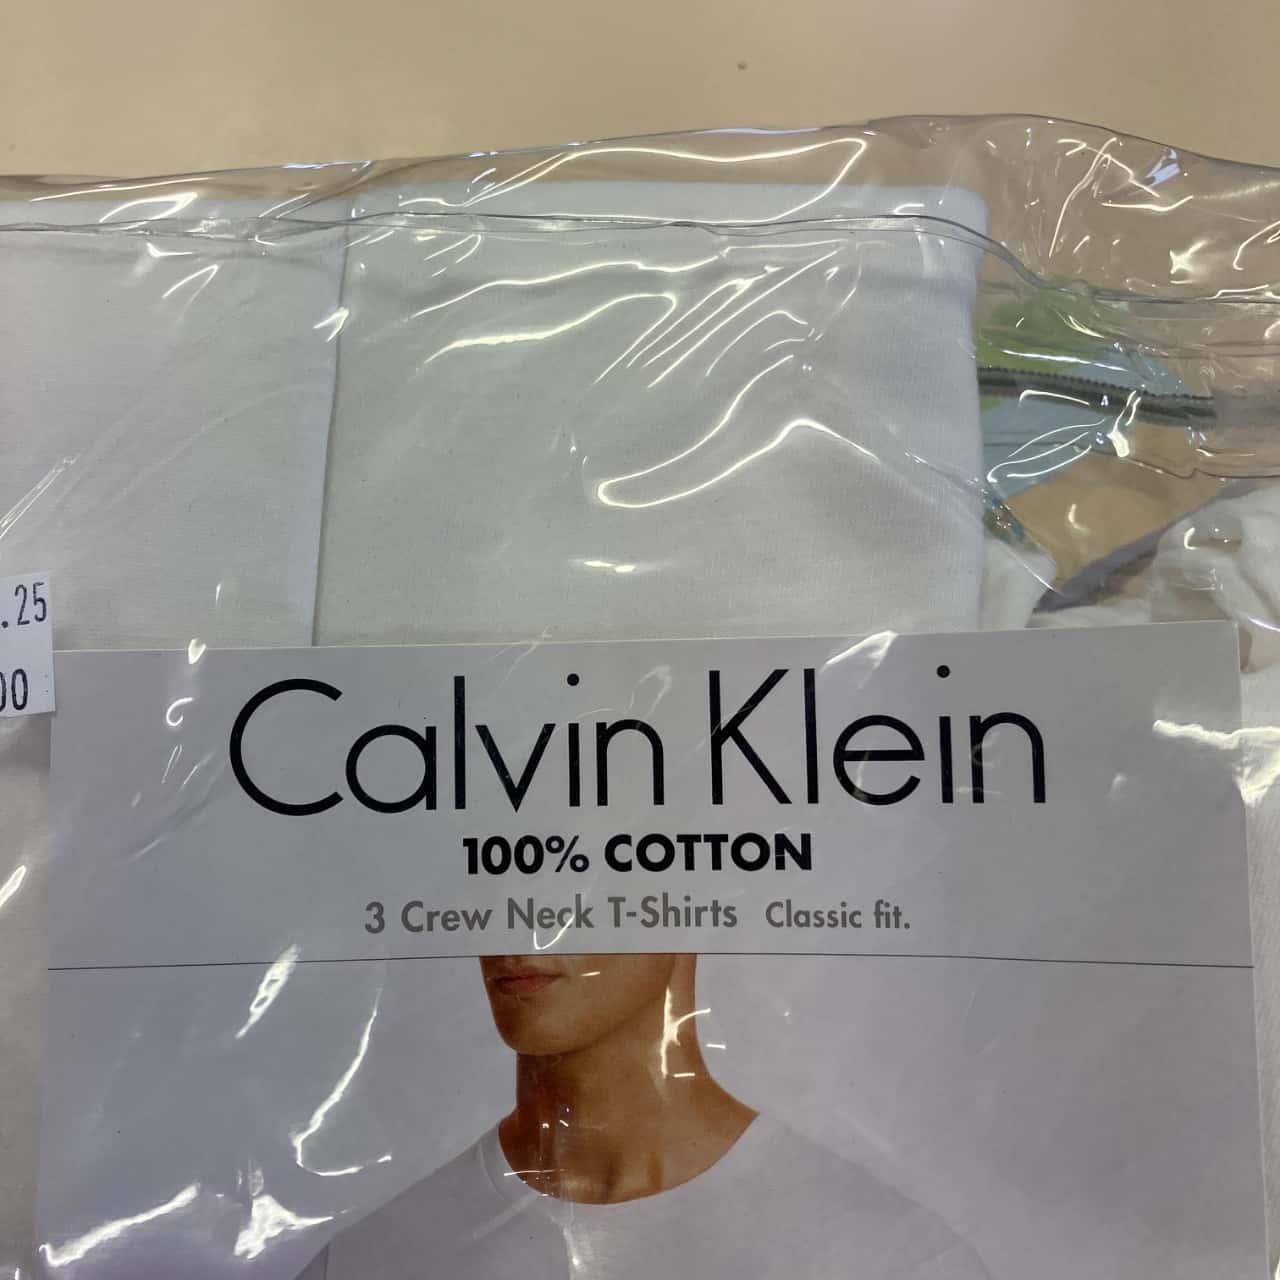 .25
00
Calvin Klein
100% COTTON
3 Crew Neck T-Shirts Classic fit.